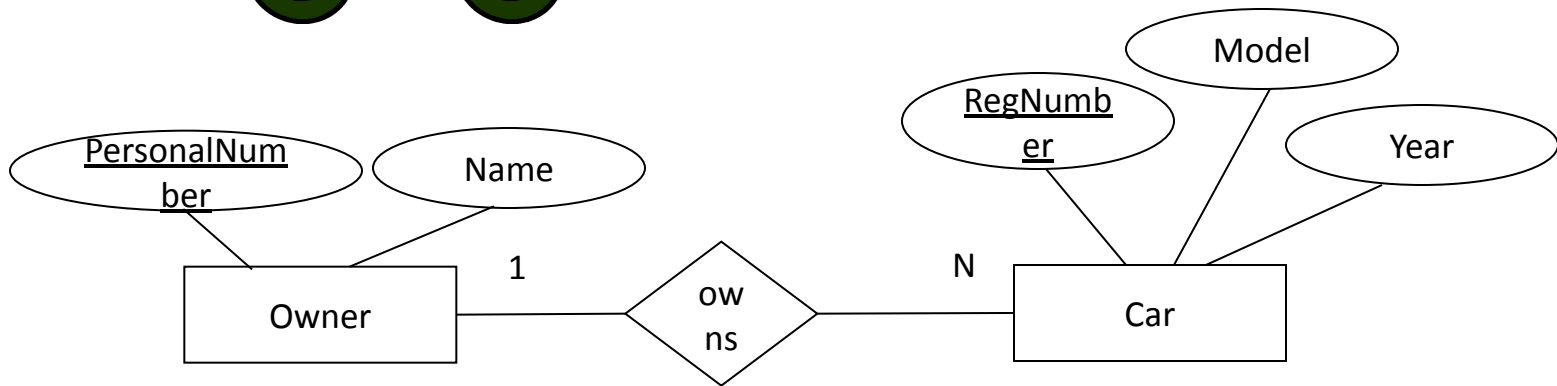 Model
RegNumb
er
Year
PersonalNum
ber
Name
1
N
Owner
ow
ns
Car